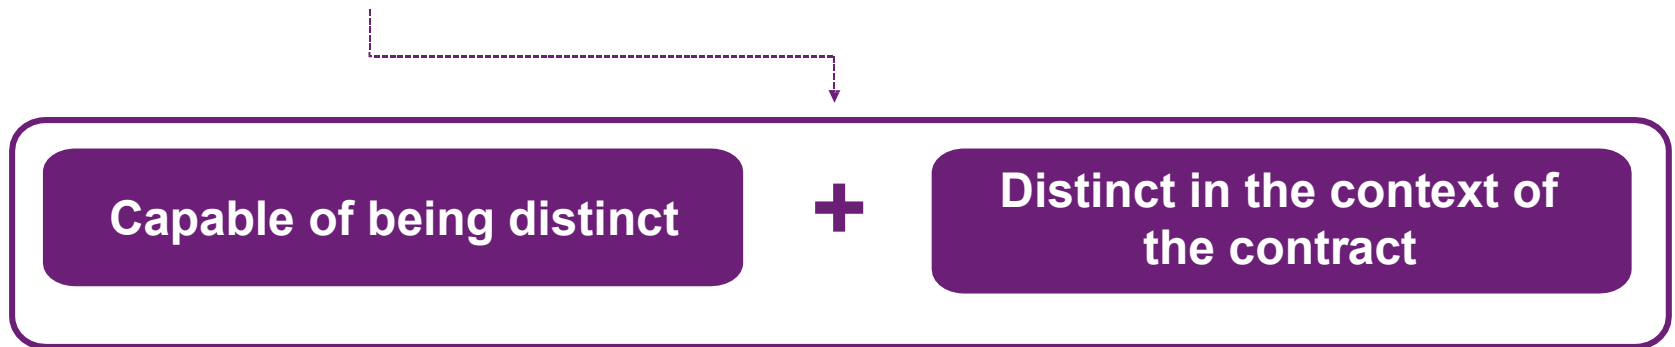 Capable of being distinct
+
Distinct in the context of
the contract